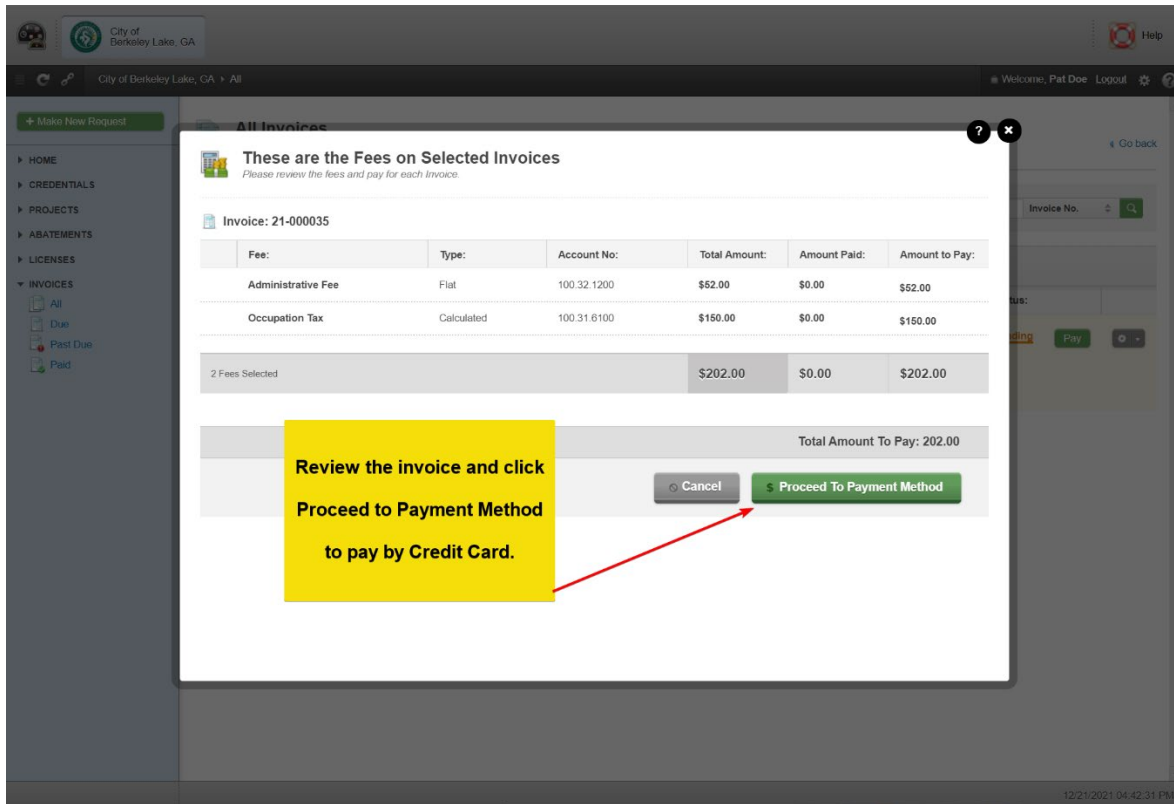 City of
Berkeley Lake, GA
Help
City of Berkeley Lake, GA ▸ All
Welcome, Pat Doe Logout
+ Make New Request
All Invoices
Go back
HOME
CREDENTIALS
PROJECTS
ABATEMENTS
LICENSES
INVOICES
All
Due
Past Due
Paid
Invoice No.
tus:
ding
Pay
? ×
These are the Fees on Selected Invoices
Please review the fees and pay for each Invoice.
Invoice: 21-000035
Fee: Type: Account No: Total Amount: Amount Paid: Amount to Pay:
Administrative Fee Flat 100.32.1200 $52.00 $0.00 $52.00
Occupation Tax Calculated 100.31.6100 $150.00 $0.00 $150.00
2 Fees Selected $202.00 $0.00 $202.00
Total Amount To Pay: 202.00
Cancel
$ Proceed To Payment Method
Review the invoice and click
Proceed to Payment Method
to pay by Credit Card.
12/21/2021 04:42:31 PM